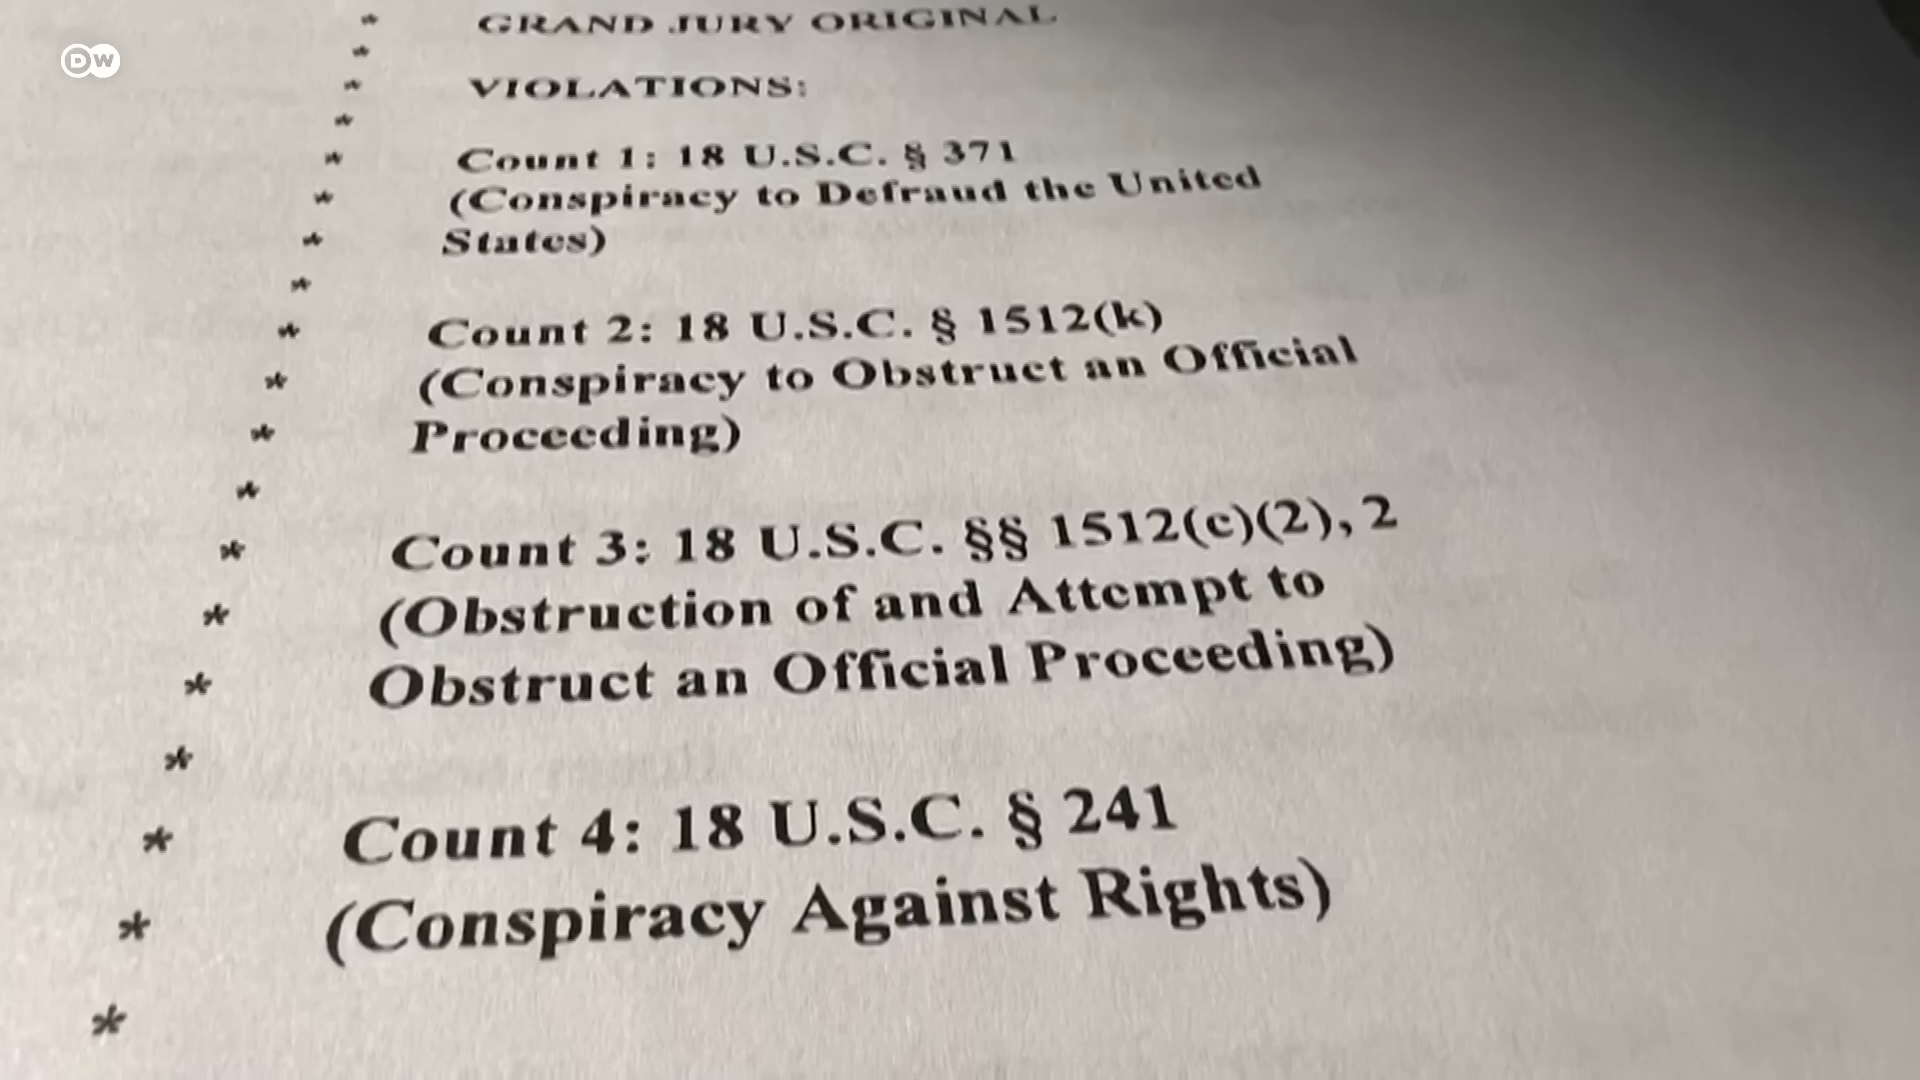 DW
* GRAND JURY ORIGINAL
*
* VIOLATIONS:
*
* Count 1: 18 U.S.C. § 371
* (Conspiracy to Defraud the United
* States)
*
* Count 2: 18 U.S.C. § 1512(k)
* (Conspiracy to Obstruct an Official
* Proceeding)
*
* Count 3: 18 U.S.C. §§ 1512(c)(2), 2
* (Obstruction of and Attempt to
* Obstruct an Official Proceeding)
*
* Count 4: 18 U.S.C. § 241
* (Conspiracy Against Rights)
*